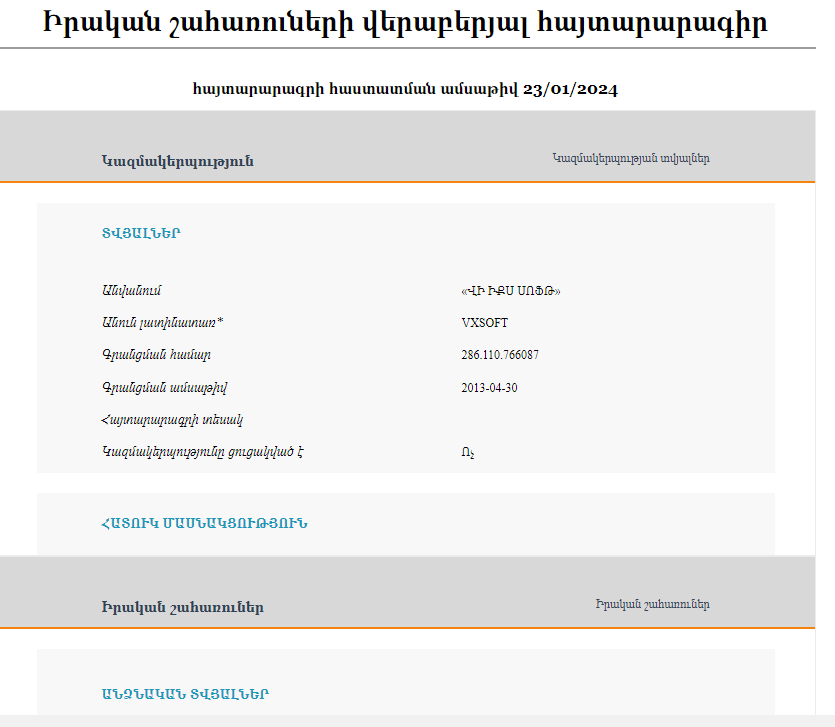 Իրական շահառուների վերաբերյալ հայտարարագիր
հայտարարագրի հաստատման ամսաթիվ 23/01/2024
Կազմակերպություն
Կազմակերպության տվյալներ
ՏՎՅԱԼՆԵՐ
Անվանում «ՎԻ ԻՔՍ ՍՈՖԹ»
Անուն լատինատառ* VXSOFT
Գրանցման համար 286.110.766087
Գրանցման ամսաթիվ 2013-04-30
Հայտարարագրի տեսակ
Կազմակերպությունը ցուցակված է Ոչ
ՀԱՏՈՒԿ ՄԱՍՆԱԿՑՈՒԹՅՈՒՆ
Իրական շահառուներ
Իրական շահառուներ
ԱՆՁՆԱԿԱՆ ՏՎՅԱԼՆԵՐ